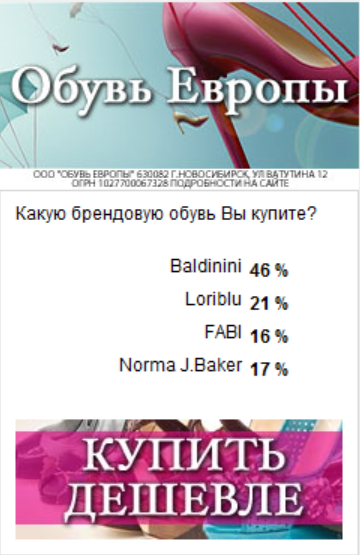 Обувь Европы
ООО "ОБУВЬ ЕВРОПЫ" 630082 Г.НОВОСИБИРСК, УЛ ВАТУТИНА 12
ОГРН 1027700067328 ПОДРОБНОСТИ НА САЙТЕ
Какую брендовую обувь Вы купите?
Baldinini 46 %
Loriblu 21 %
FABI 16 %
Norma J.Baker 17 %
КУПИТЬ
ДЕШЕВЛЕ